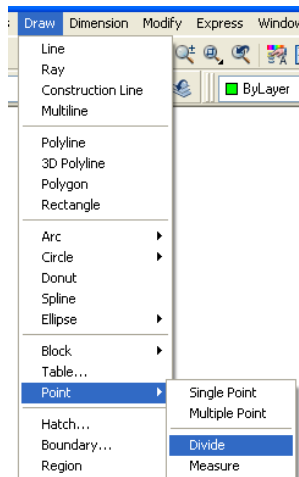 Draw Dimension Modify Express Window
ByLayer
Line
Ray
Construction Line
Multiline
Polyline
3D Polyline
Polygon
Rectangle
Arc
Circle
Donut
Spline
Ellipse
Block
Table...
Point
Single Point
Multiple Point
Hatch...
Boundary...
Divide
Region
Measure